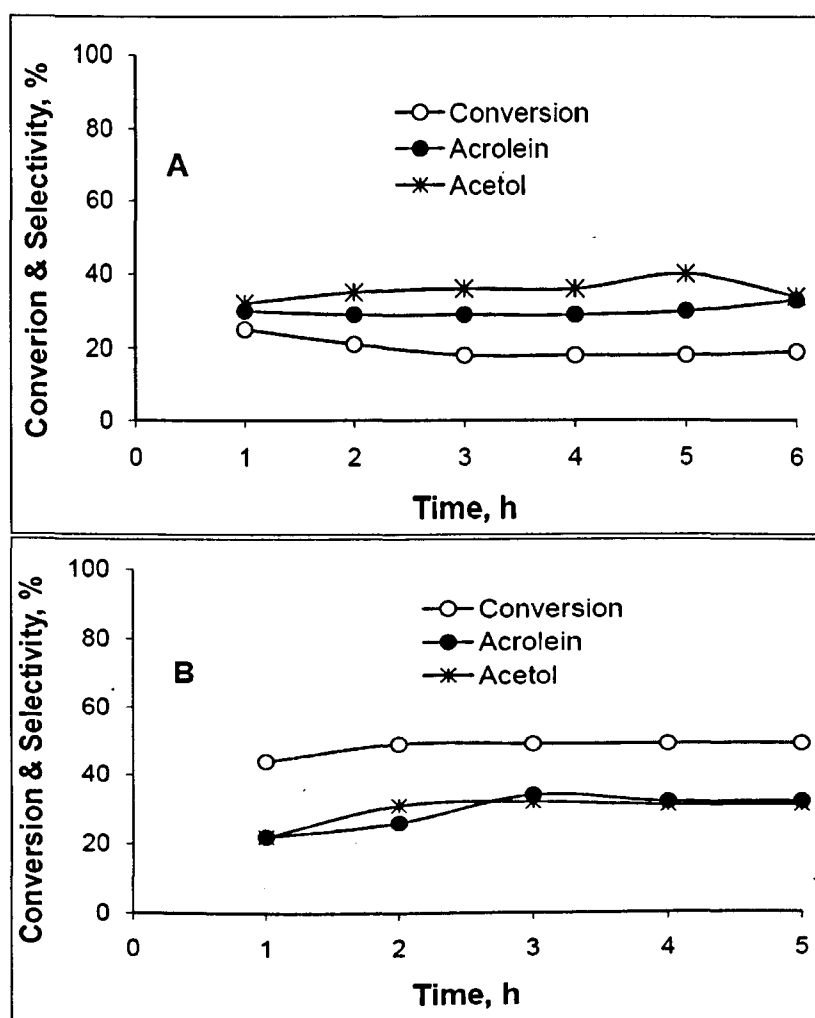 100
80
60
40
20
0
Converion & Selectivity, %
A
Conversion
Acrolein
Acetol
0 1 2 3 4 5 6
Time, h
100
80
60
40
20
0
Conversion & Selectivity, %
B
Conversion
Acrolein
Acetol
0 1 2 3 4 5
Time, h